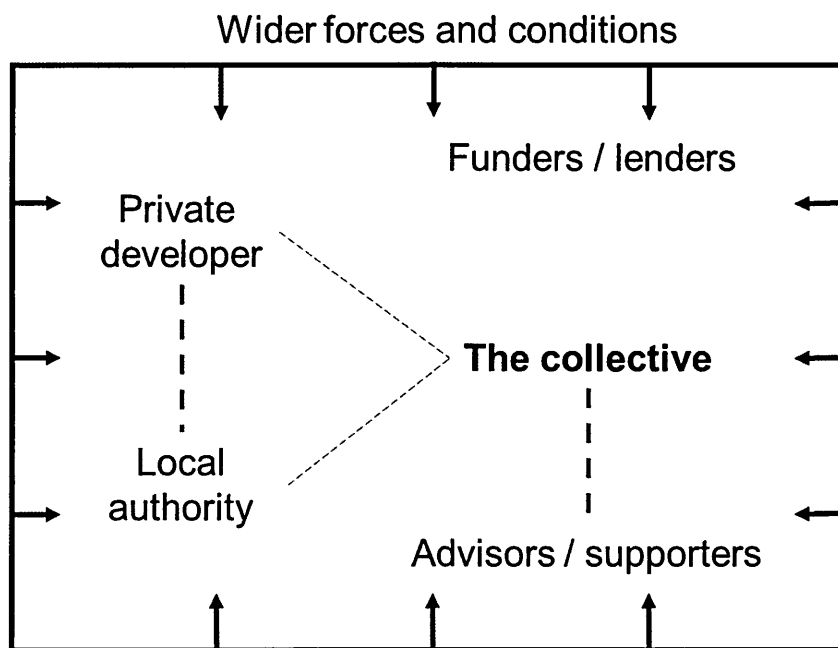 Wider forces and conditions
Funders / lenders
Private
developer
The collective
Local
authority
Advisors / supporters